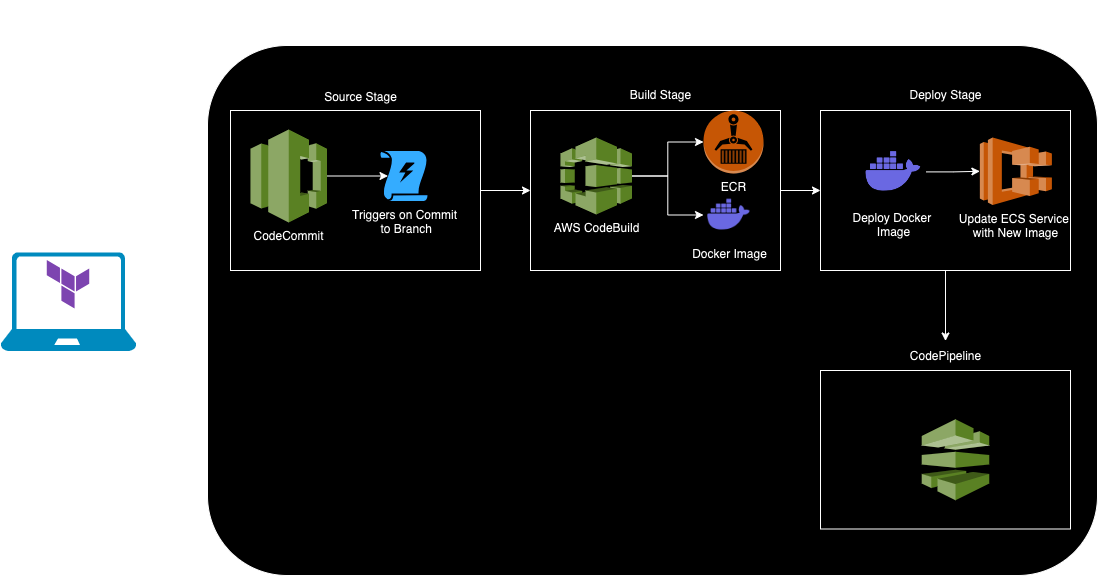 Source Stage
Build Stage
Deploy Stage
CodeCommit
Triggers on Commit
to Branch
AWS CodeBuild
ECR
Docker Image
Deploy Docker
Image
Update ECS Service
with New Image
CodePipeline